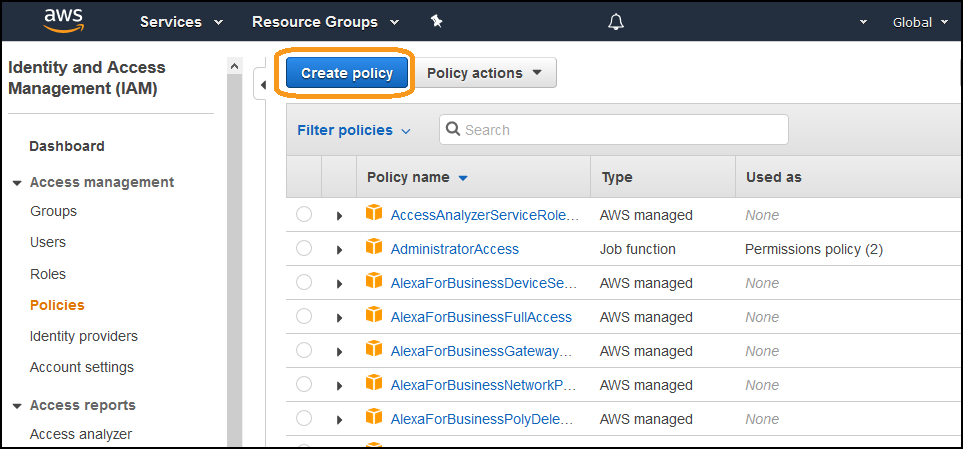 aws Services Resource Groups Global
Identity and Access
Management (IAM)
Dashboard
Access management
Groups
Users
Roles
Policies
Identity providers
Account settings
Access reports
Access analyzer
Create policy Policy actions
Filter policies Search
Policy name Type Used as
AccessAnalyzerServiceRole... AWS managed None
AdministratorAccess Job function Permissions policy (2)
AlexaForBusinessDeviceSe... AWS managed None
AlexaForBusinessFullAccess AWS managed None
AlexaForBusinessGateway... AWS managed None
AlexaForBusinessNetworkP... AWS managed None
AlexaForBusinessPolyDele... AWS managed None